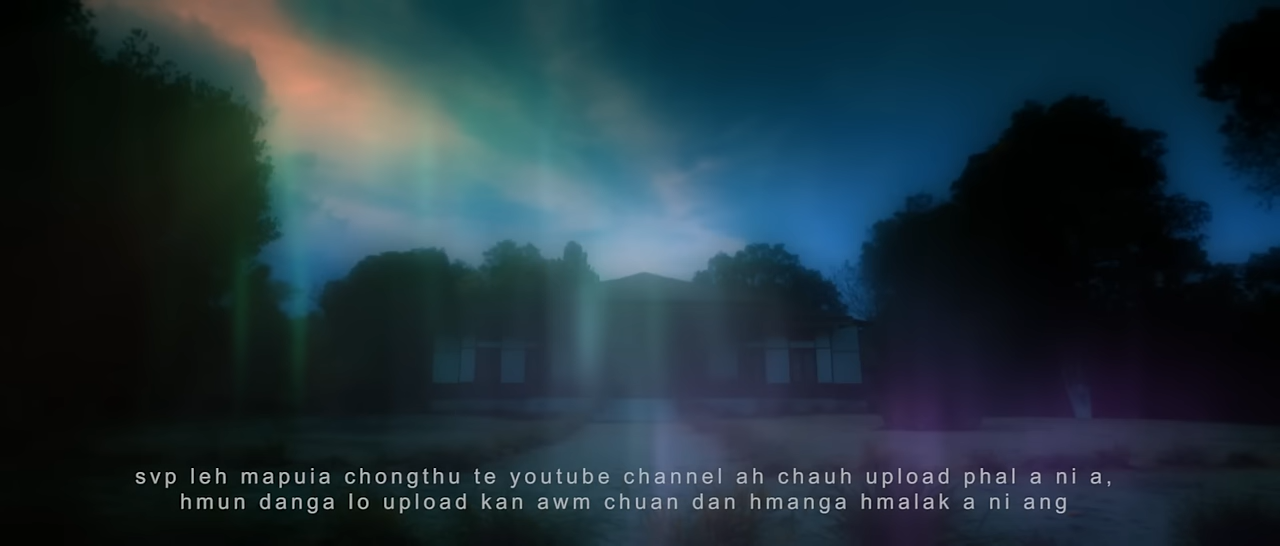 svp leh mapuia chongthu te youtube channel ah chauh upload phal a ni a,
hmun danga lo upload kan awm chuan dan hmanga hmalak a ni ang